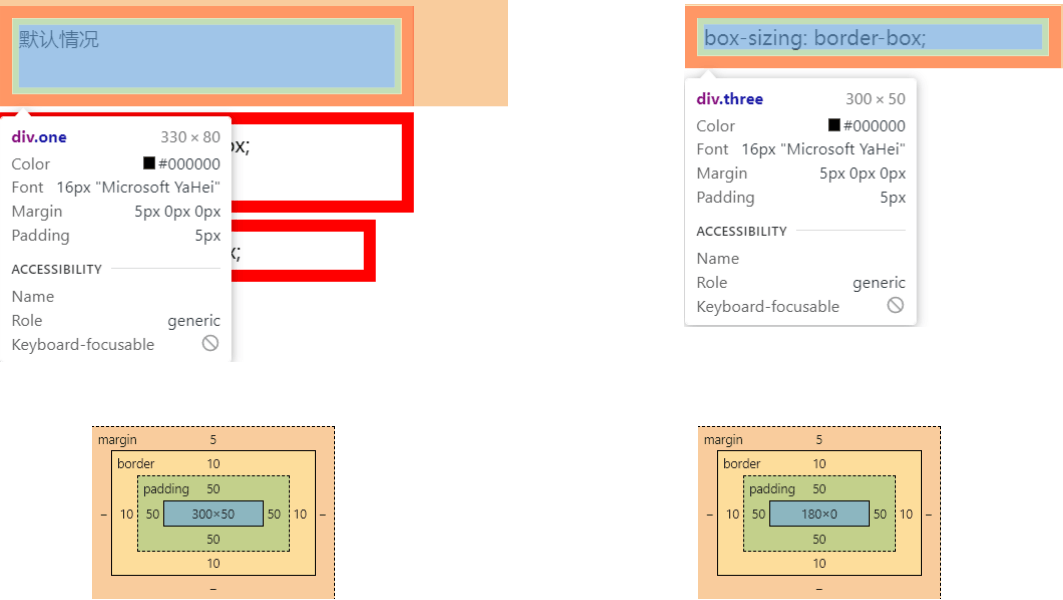 默认情况
ox;
x;
div.one 330 × 80
Color #000000
Font 16px "Microsoft YaHei"
Margin 5px 0px 0px
Padding 5px
ACCESSIBILITY
Name
Role generic
Keyboard-focusable
box-sizing: border-box;
div.three 300 × 50
Color #000000
Font 16px "Microsoft YaHei"
Margin 5px 0px 0px
Padding 5px
ACCESSIBILITY
Name
Role generic
Keyboard-focusable
margin 5
border 10
padding 50
– 10 50 300×50 50 10 –
50
10
–
margin 5
border 10
padding 50
– 10 50 180×0 50 10 –
50
10
–